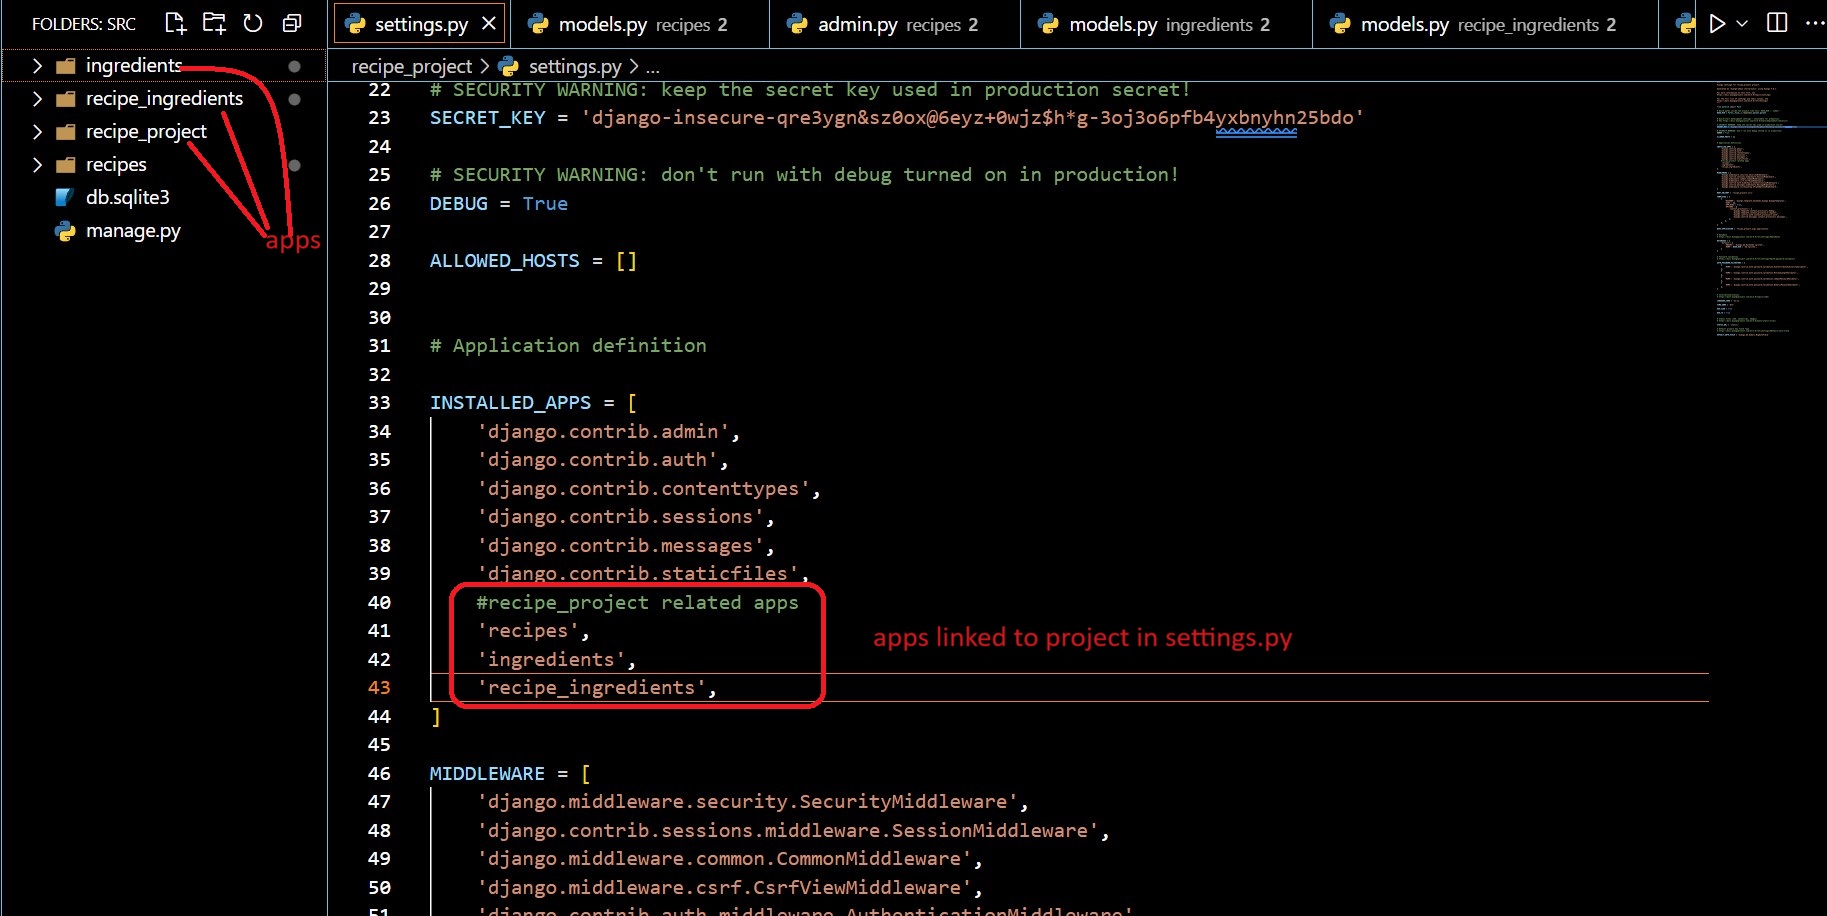 FOLDERS: SRC
ingredients
recipe_ingredients
recipe_project
recipes
db.sqlite3
manage.py
apps
settings.py
models.py recipes 2
admin.py recipes 2
models.py ingredients 2
models.py recipe_ingredients 2
recipe_project > settings.py > ...
22 # SECURITY WARNING: keep the secret key used in production secret!
23 SECRET_KEY = 'django-insecure-qre3ygn&sz0ox@6eyz+0wjz$h*g-3oj3o6pfb4yxbnyhn25bdo'
24
25 # SECURITY WARNING: don't run with debug turned on in production!
26 DEBUG = True
27
28 ALLOWED_HOSTS = []
29
30
31 # Application definition
32
33 INSTALLED_APPS = [
34 'django.contrib.admin',
35 'django.contrib.auth',
36 'django.contrib.contenttypes',
37 'django.contrib.sessions',
38 'django.contrib.messages',
39 'django.contrib.staticfiles',
40 #recipe_project related apps
41 'recipes',
42 'ingredients',
43 'recipe_ingredients',
44 ]
45
46 MIDDLEWARE = [
47 'django.middleware.security.SecurityMiddleware',
48 'django.contrib.sessions.middleware.SessionMiddleware',
49 'django.middleware.common.CommonMiddleware',
50 'django.middleware.csrf.CsrfViewMiddleware',
51 'django.contrib.auth.middleware.AuthenticationMiddleware',
apps linked to project in settings.py